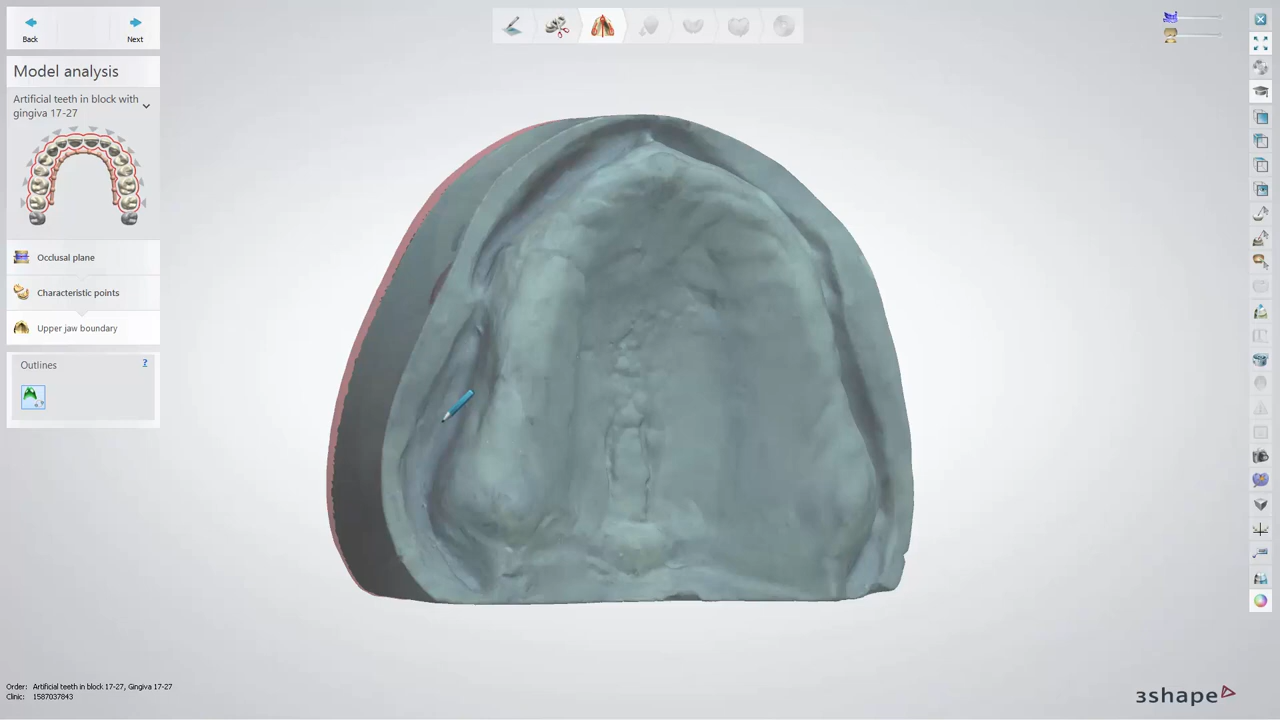 Back
Next
Model analysis
Artificial teeth in block with
gingiva 17-27
Occlusal plane
Characteristic points
Upper jaw boundary
Outlines
?
Order: Artificial teeth in block 17-27, Gingiva 17-27
Clinic: 1587037843
3shape